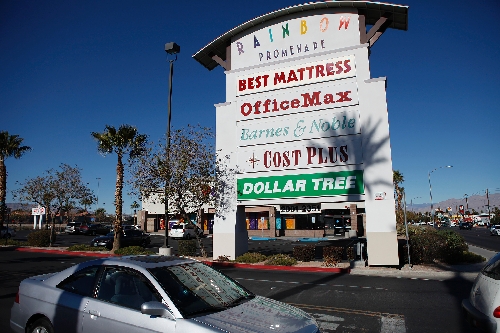 RAINBOW
PROMENADE
BEST MATTRESS
OfficeMax
Barnes & Noble
COST PLUS
DOLLAR TREE